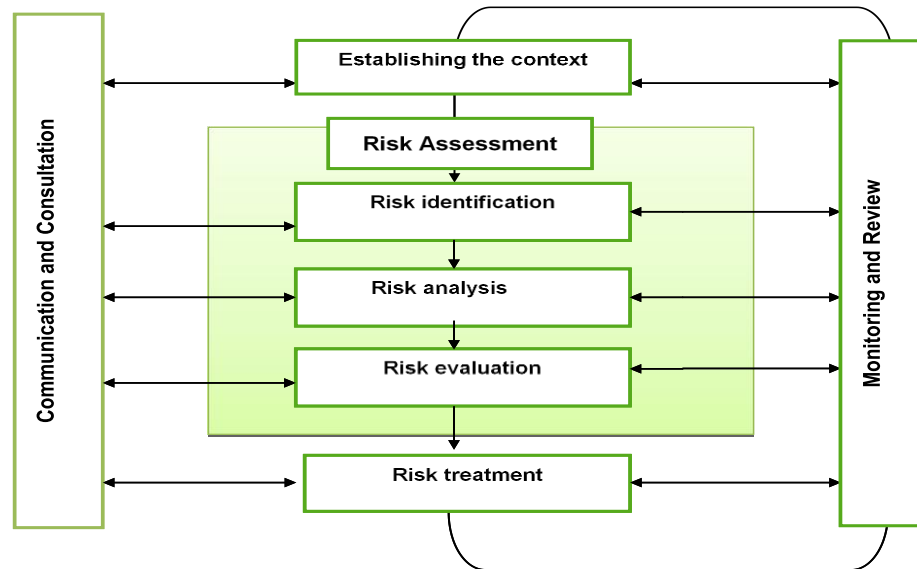 Establishing the context
Risk Assessment
Risk identification
Risk analysis
Risk evaluation
Risk treatment
Communication and Consultation
Monitoring and Review